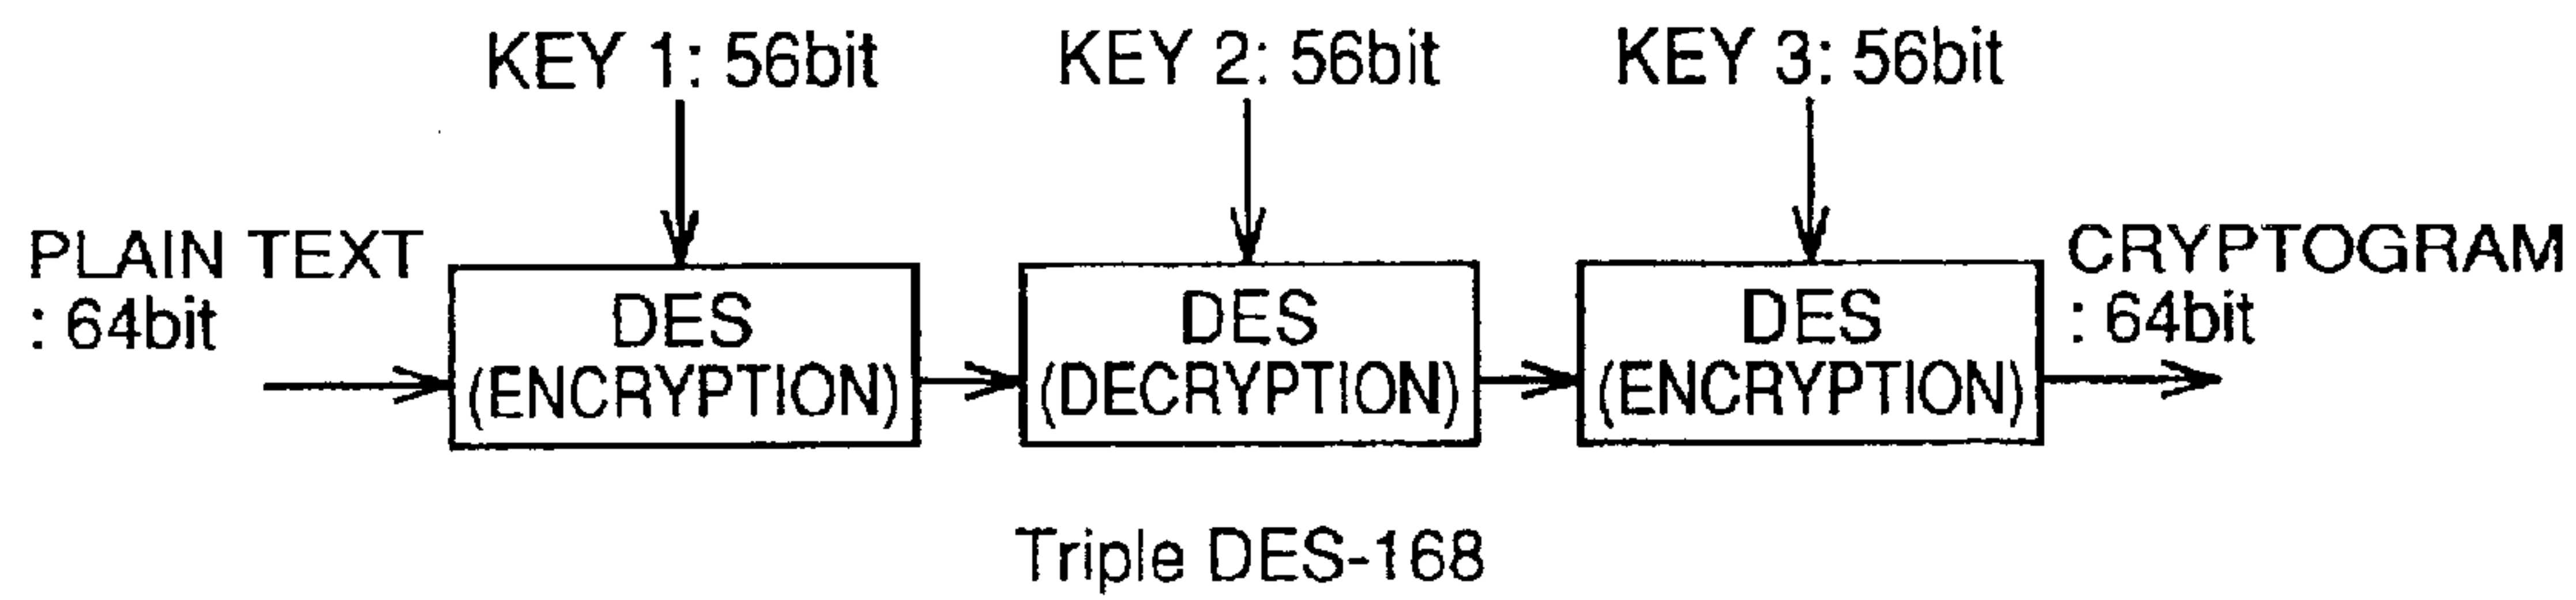 KEY 1: 56bit
KEY 2: 56bit
KEY 3: 56bit
PLAIN TEXT
: 64bit
DES
(ENCRYPTION)
DES
(DECRYPTION)
DES
(ENCRYPTION)
CRYPTOGRAM
: 64bit
Triple DES-168